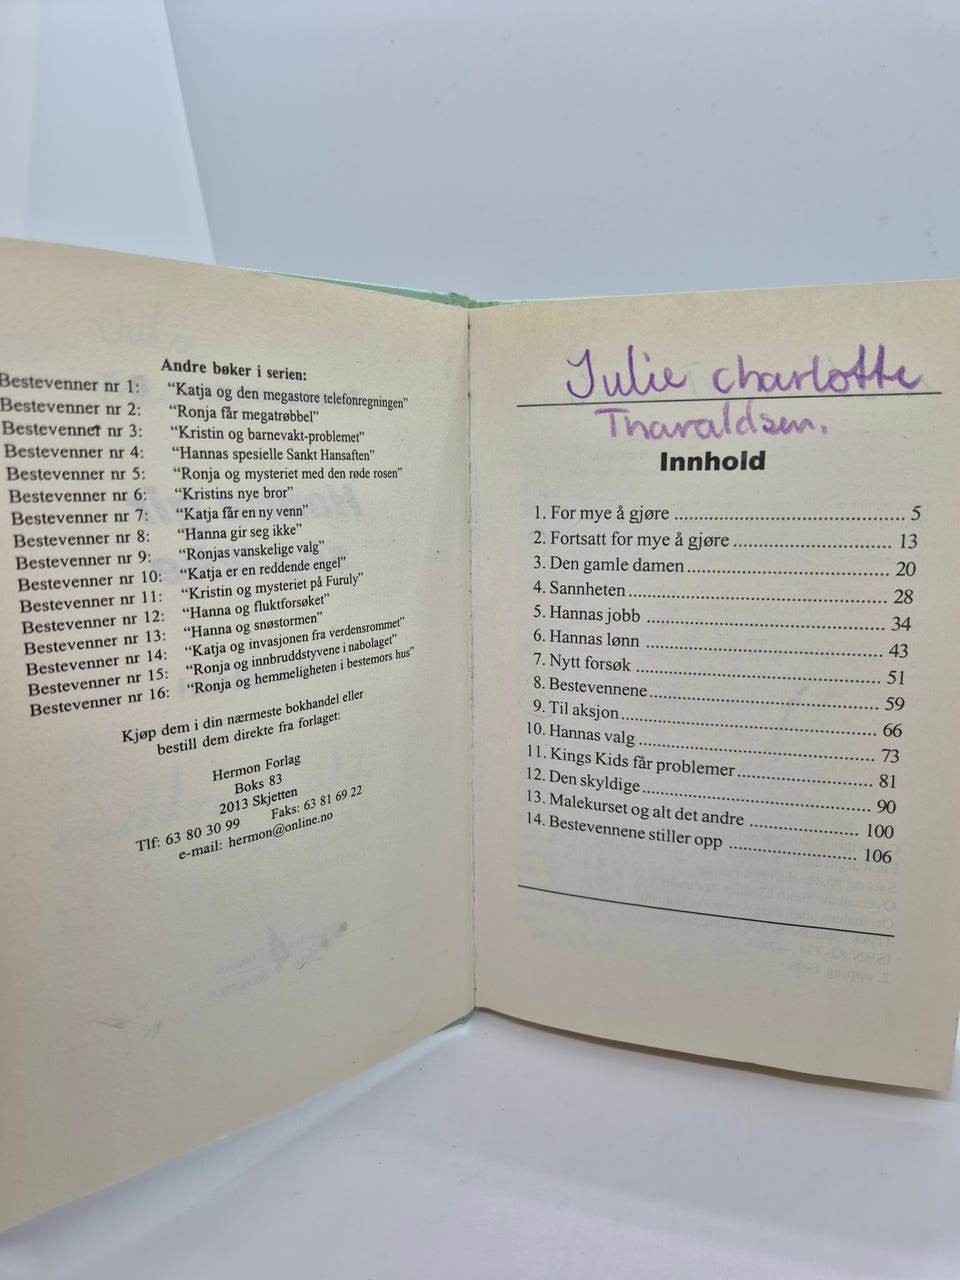 Andre bøker i serien:
Bestevenner nr 1: "Katja og den megastore telefonregningen"
Bestevenner nr 2: "Ronja får megatrøbbel"
Bestevenner nr 3: "Kristin og barnevakt-problemet"
Bestevenner nr 4: "Hannas spesielle Sankt Hansaften"
Bestevenner nr 5: "Ronja og mysteriet med den røde rosen"
Bestevenner nr 6: "Kristins nye bror"
Bestevenner nr 7: "Katja får en ny venn"
Bestevenner nr 8: "Hanna gir seg ikke"
Bestevenner nr 9: "Ronjas vanskelige valg"
Bestevenner nr 10: "Katja er en reddende engel"
Bestevenner nr 11: "Kristin og mysteriet på Furuly"
Bestevenner nr 12: "Hanna og fluktforsøket"
Bestevenner nr 13: "Hanna og snøstormen"
Bestevenner nr 14: "Katja og invasjonen fra verdensrommet"
Bestevenner nr 15: "Ronja og innbruddstyvene i nabolaget"
Bestevenner nr 16: "Ronja og hemmeligheten i bestemors hus"
Kjøp dem i din nærmeste bokhandel eller
bestill dem direkte fra forlaget:
Hermon Forlag
Boks 83
2013 Skjetten
Tlf: 63 80 30 99 Faks: 63 81 69 22
e-mail: hermon@online.no
Julie charlotte
Tharaldsen.
Innhold
1. For mye å gjøre ............ 5
2. Fortsatt for mye å gjøre ............ 13
3. Den gamle damen ............ 20
4. Sannheten ............ 28
5. Hannas jobb ............ 34
6. Hannas lønn ............ 43
7. Nytt forsøk ............ 51
8. Bestevennene ............ 59
9. Til aksjon ............ 66
10. Hannas valg ............ 73
11. Kings Kids får problemer ............ 81
12. Den skyldige ............ 90
13. Malekurset og alt det andre ............ 100
14. Bestevennene stiller opp ............ 106